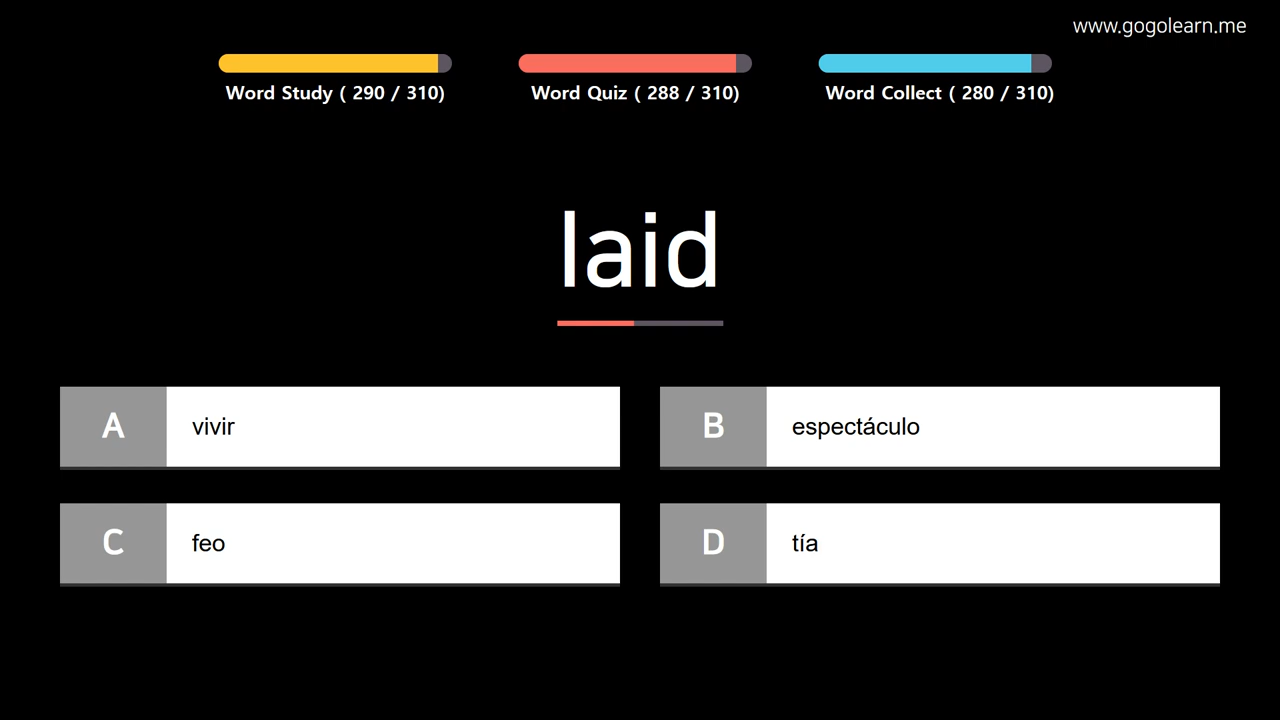 www.gogolearn.me
Word Study ( 290 / 310)
Word Quiz ( 288 / 310)
Word Collect ( 280 / 310)
laid
A
vivir
B
espectáculo
C
feo
D
tía